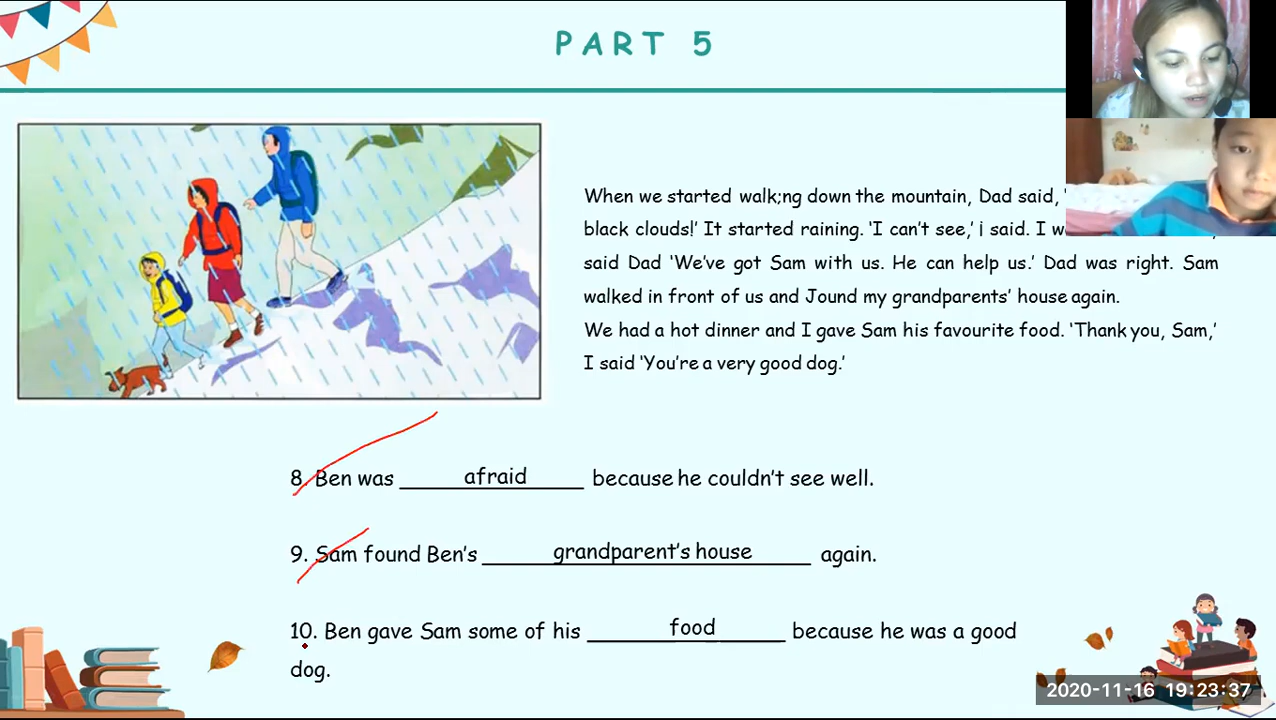 PART 5
When we started walk;ng down the mountain, Dad said, '
black clouds!' It started raining. 'I can't see,' i said. I w
said Dad 'We've got Sam with us. He can help us.' Dad was right. Sam
walked in front of us and Jound my grandparents' house again.
We had a hot dinner and I gave Sam his favourite food. 'Thank you, Sam,'
I said 'You're a very good dog.'
8. Ben was afraid because he couldn't see well.
9. Sam found Ben's grandparent's house again.
10. Ben gave Sam some of his food because he was a good
dog.
2020-11-16 19:23:37